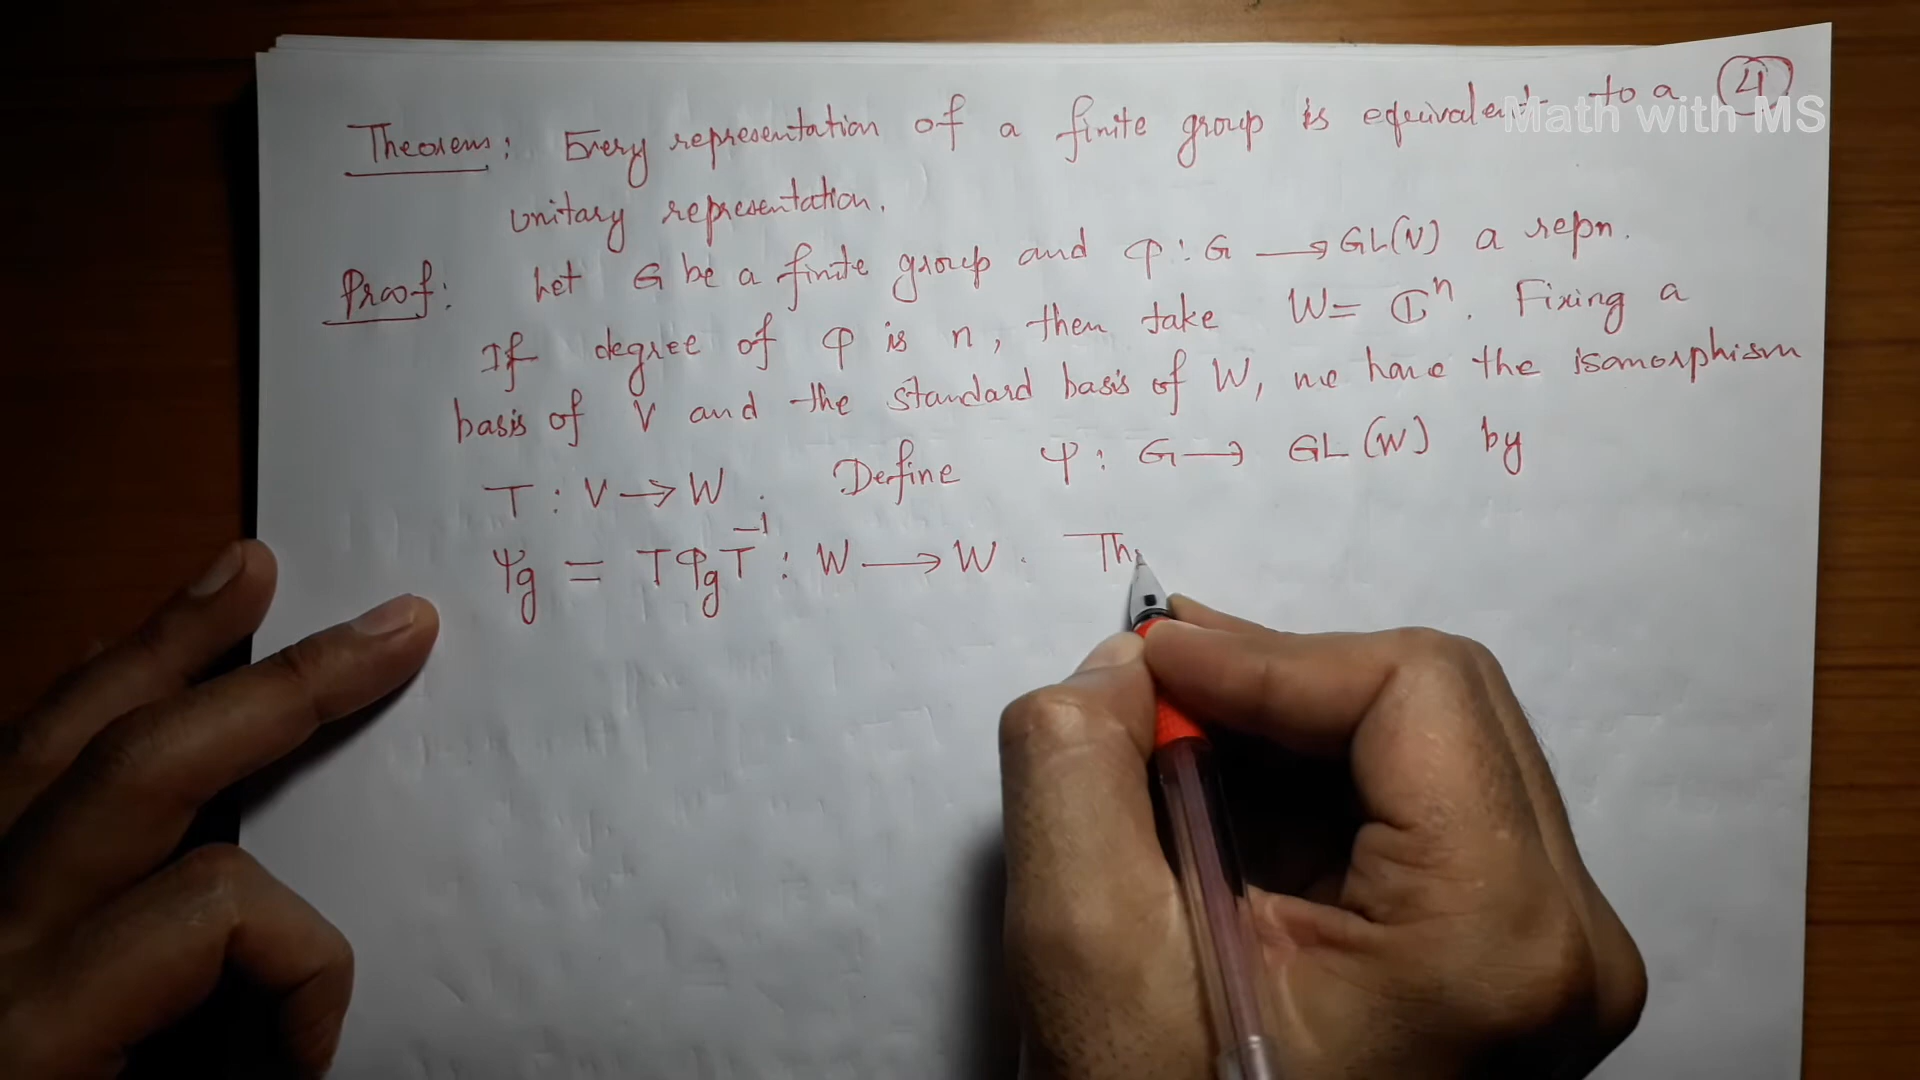 Theorem: Every representation of a finite group is equivalent to a ④
unitary representation.
Proof: Let G be a finite group and φ : G ⟶ GL(V) a repn.
If degree of φ is n, then take W = ℂⁿ. Fixing a
basis of V and the standard basis of W, we have the isomorphism
T : V → W. Define ψ : G → GL(W) by
ψg = TφgT⁻¹ : W ⟶ W. Th
Math with MS